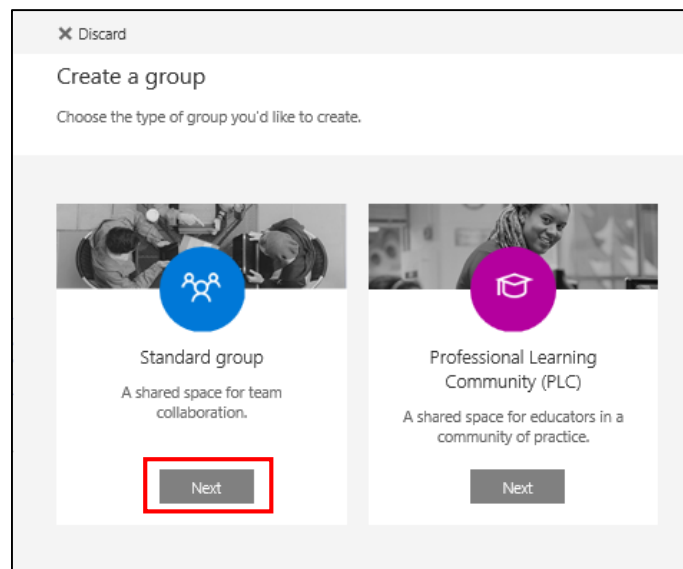 Discard
Create a group
Choose the type of group you'd like to create.
Standard group
A shared space for team
collaboration.
Next
Professional Learning
Community (PLC)
A shared space for educators in a
community of practice.
Next